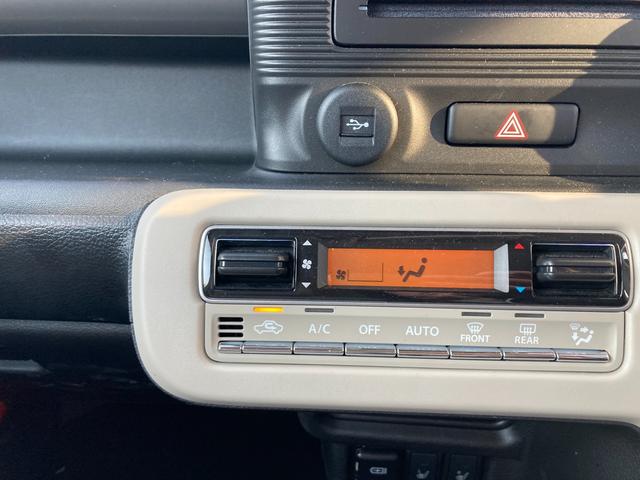 A/C OFF AUTO FRONT REAR